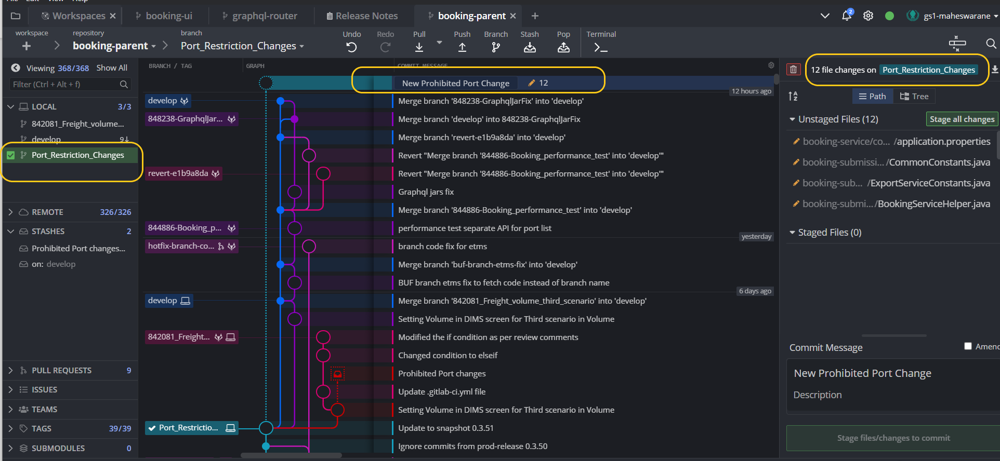 File Edit View Help
Workspaces
booking-ui
graphql-router
Release Notes
booking-parent
2
gs1-maheswarane
workspace
repository
booking-parent
branch
Port_Restriction_Changes
Undo
Redo
Pull
Push
Branch
Stash
Pop
Terminal
Viewing 368/368 Show All
Filter (Ctrl + Alt + f)
LOCAL 3/3
842081_Freight_volume...
develop 9↓
Port_Restriction_Changes
REMOTE 326/326
STASHES 2
Prohibited Port changes...
on: develop
PULL REQUESTS 9
ISSUES
TEAMS
TAGS 39/39
SUBMODULES 0
BRANCH / TAG
GRAPH
COMMIT MESSAGE
New Prohibited Port Change 12
12 hours ago
develop
Merge branch '848238-GraphqlJarFix' into 'develop'
848238-GraphqlJar...
Merge branch 'develop' into 848238-GraphqlJarFix
Merge branch 'revert-e1b9a8da' into 'develop'
Revert "Merge branch '844886-Booking_performance_test' into 'develop'"
revert-e1b9a8da
Revert "Merge branch '844886-Booking_performance_test' into 'develop'"
Graphql jars fix
Merge branch '844886-Booking_performance_test' into 'develop'
844886-Booking_p...
performance test separate API for port list
yesterday
hotfix-branch-co...
branch code fix for etms
Merge branch 'buf-branch-etms-fix' into 'develop'
BUF branch etms fix to fetch code instead of branch name
6 days ago
develop
Merge branch '842081_Freight_volume_third_scenario' into 'develop'
Setting Volume in DIMS screen for Third scenario in Volume
842081_Freight...
Modified the if condition as per review comments
Changed condition to elseif
Prohibited Port changes
Update .gitlab-ci.yml file
Setting Volume in DIMS screen for Third scenario in Volume
Port_Restrictio...
Update to snapshot 0.3.51
Ignore commits from prod-release 0.3.50
12 file changes on Port_Restriction_Changes
Path
Tree
Unstaged Files (12)
Stage all changes
booking-service/co... /application.properties
booking-submissi... /CommonConstants.java
booking-sub... /ExportServiceConstants.java
booking-submi... /BookingServiceHelper.java
Staged Files (0)
Commit Message
Amend
New Prohibited Port Change
Description
Stage files/changes to commit